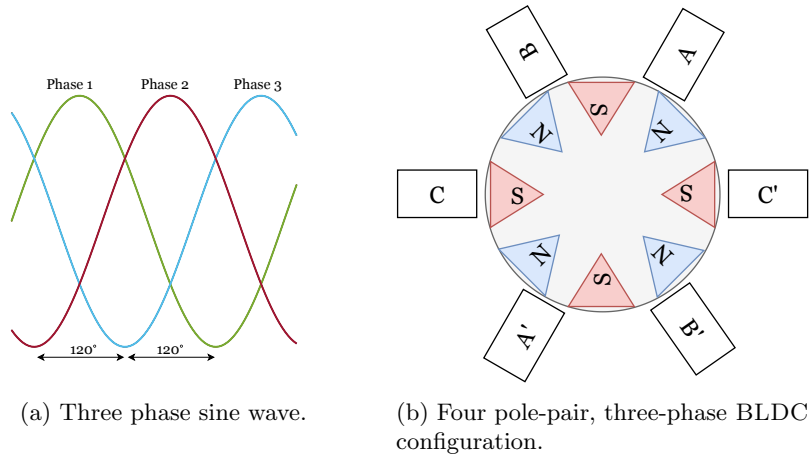 Phase 1 Phase 2 Phase 3
120° 120°
(a) Three phase sine wave.
B A
S
N N
C S S C'
N N
S
A' B'
(b) Four pole-pair, three-phase BLDC
configuration.